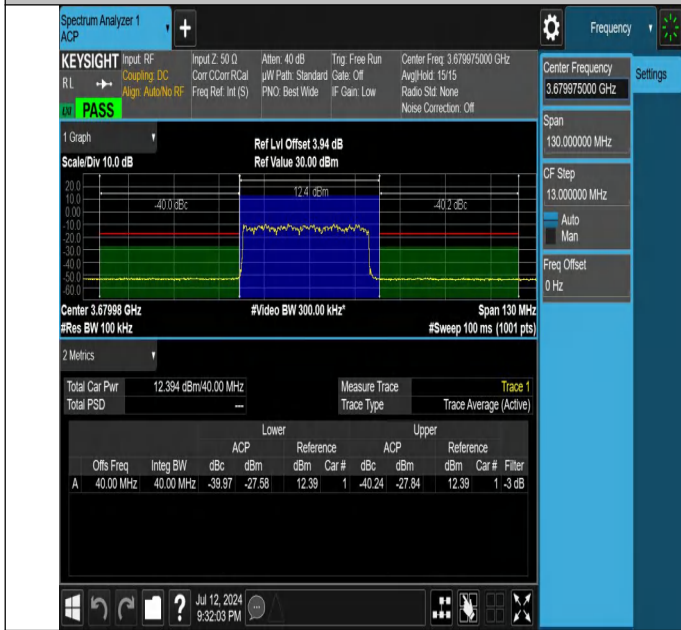 Spectrum Analyzer 1
ACP
Frequency
KEYSIGHT Input: RF Input Z: 50 Ω Atten: 40 dB Trig: Free Run Center Freq: 3.679975000 GHz
RL Coupling: DC Corr CCorr RCal µW Path: Standard Gate: Off Avg|Hold: 15/15
Align: Auto/No RF Freq Ref: Int (S) PNO: Best Wide IF Gain: Low Radio Std: None
PASS Noise Correction: Off
Settings
Center Frequency
3.679975000 GHz
Span
130.000000 MHz
CF Step
13.000000 MHz
Auto
Man
Freq Offset
0 Hz
1 Graph
Ref Lvl Offset 3.94 dB
Scale/Div 10.0 dB Ref Value 30.00 dBm
20.0
10.0
0.00
-10.0
-20.0
-30.0
-40.0
-50.0
-60.0
-40.0 dBc 12.4 dBm -40.2 dBc
Center 3.67998 GHz #Video BW 300.00 kHz* Span 130 MHz
#Res BW 100 kHz #Sweep 100 ms (1001 pts)
2 Metrics
Total Car Pwr 12.394 dBm/40.00 MHz Measure Trace Trace 1
Total PSD --- Trace Type Trace Average (Active)
Lower Upper
ACP Reference ACP Reference
Offs Freq Integ BW dBc dBm dBm Car # dBc dBm dBm Car # Filter
A 40.00 MHz 40.00 MHz -39.97 -27.58 12.39 1 -40.24 -27.84 12.39 1 -3 dB
Jul 12, 2024
9:32:03 PM